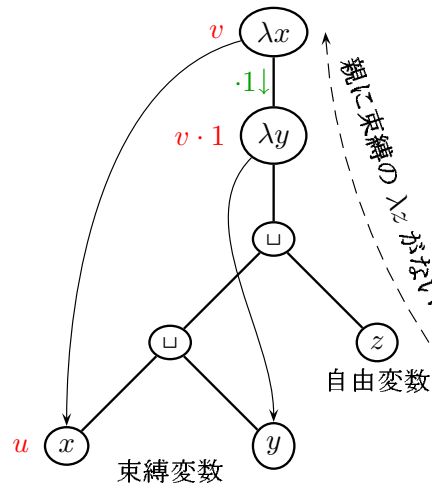 v
λx
·1↓
親に束縛の λz がない
v · 1
λy
⊔
⊔
z
自由変数
u
x
y
束縛変数